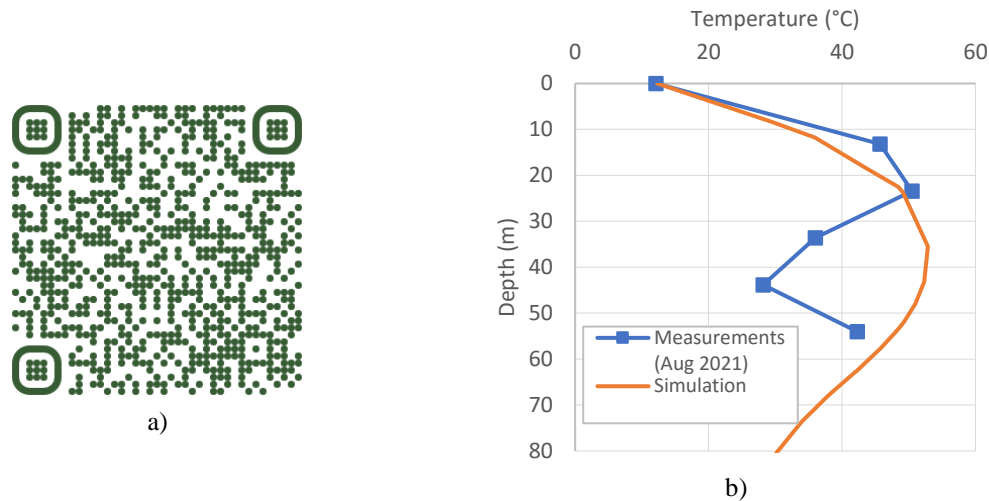 Temperature (°C)
0 20 40 60
0
10
20
30
40
50
60
70
80
Depth (m)
Measurements
(Aug 2021)
Simulation
a)
b)